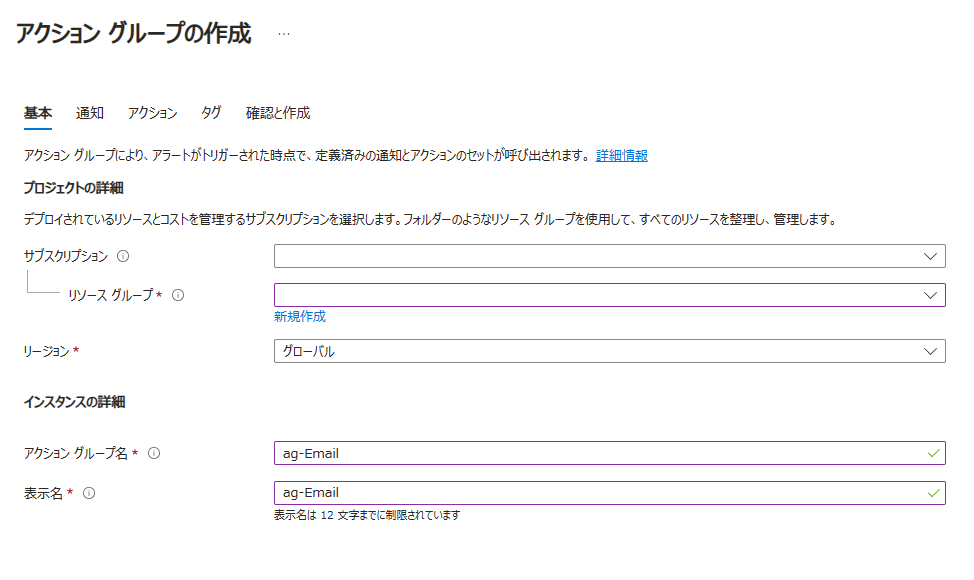 アクション グループの作成 …
基本 通知 アクション タグ 確認と作成
アクション グループにより、アラートがトリガーされた時点で、定義済みの通知とアクションのセットが呼び出されます。 詳細情報
プロジェクトの詳細
デプロイされているリソースとコストを管理するサブスクリプションを選択します。フォルダーのようなリソース グループを使用して、すべてのリソースを整理し、管理します。
サブスクリプション
リソース グループ *
新規作成
リージョン * グローバル
インスタンスの詳細
アクション グループ名 * ag-Email
表示名 * ag-Email
表示名は 12 文字までに制限されています